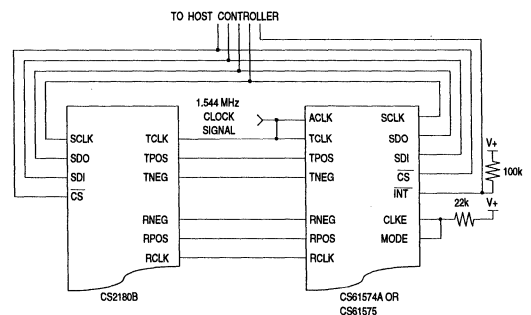 TO HOST CONTROLLER
1.544 MHz
CLOCK
SIGNAL
SCLK
SDO
SDI
CS
TCLK
TPOS
TNEG
RNEG
RPOS
RCLK
ACLK
TCLK
TPOS
TNEG
RNEG
RPOS
RCLK
SCLK
SDO
SDI
CS
INT
CLKE
MODE
V+
100k
22k
V+
CS2180B
CS61574A OR
CS61575